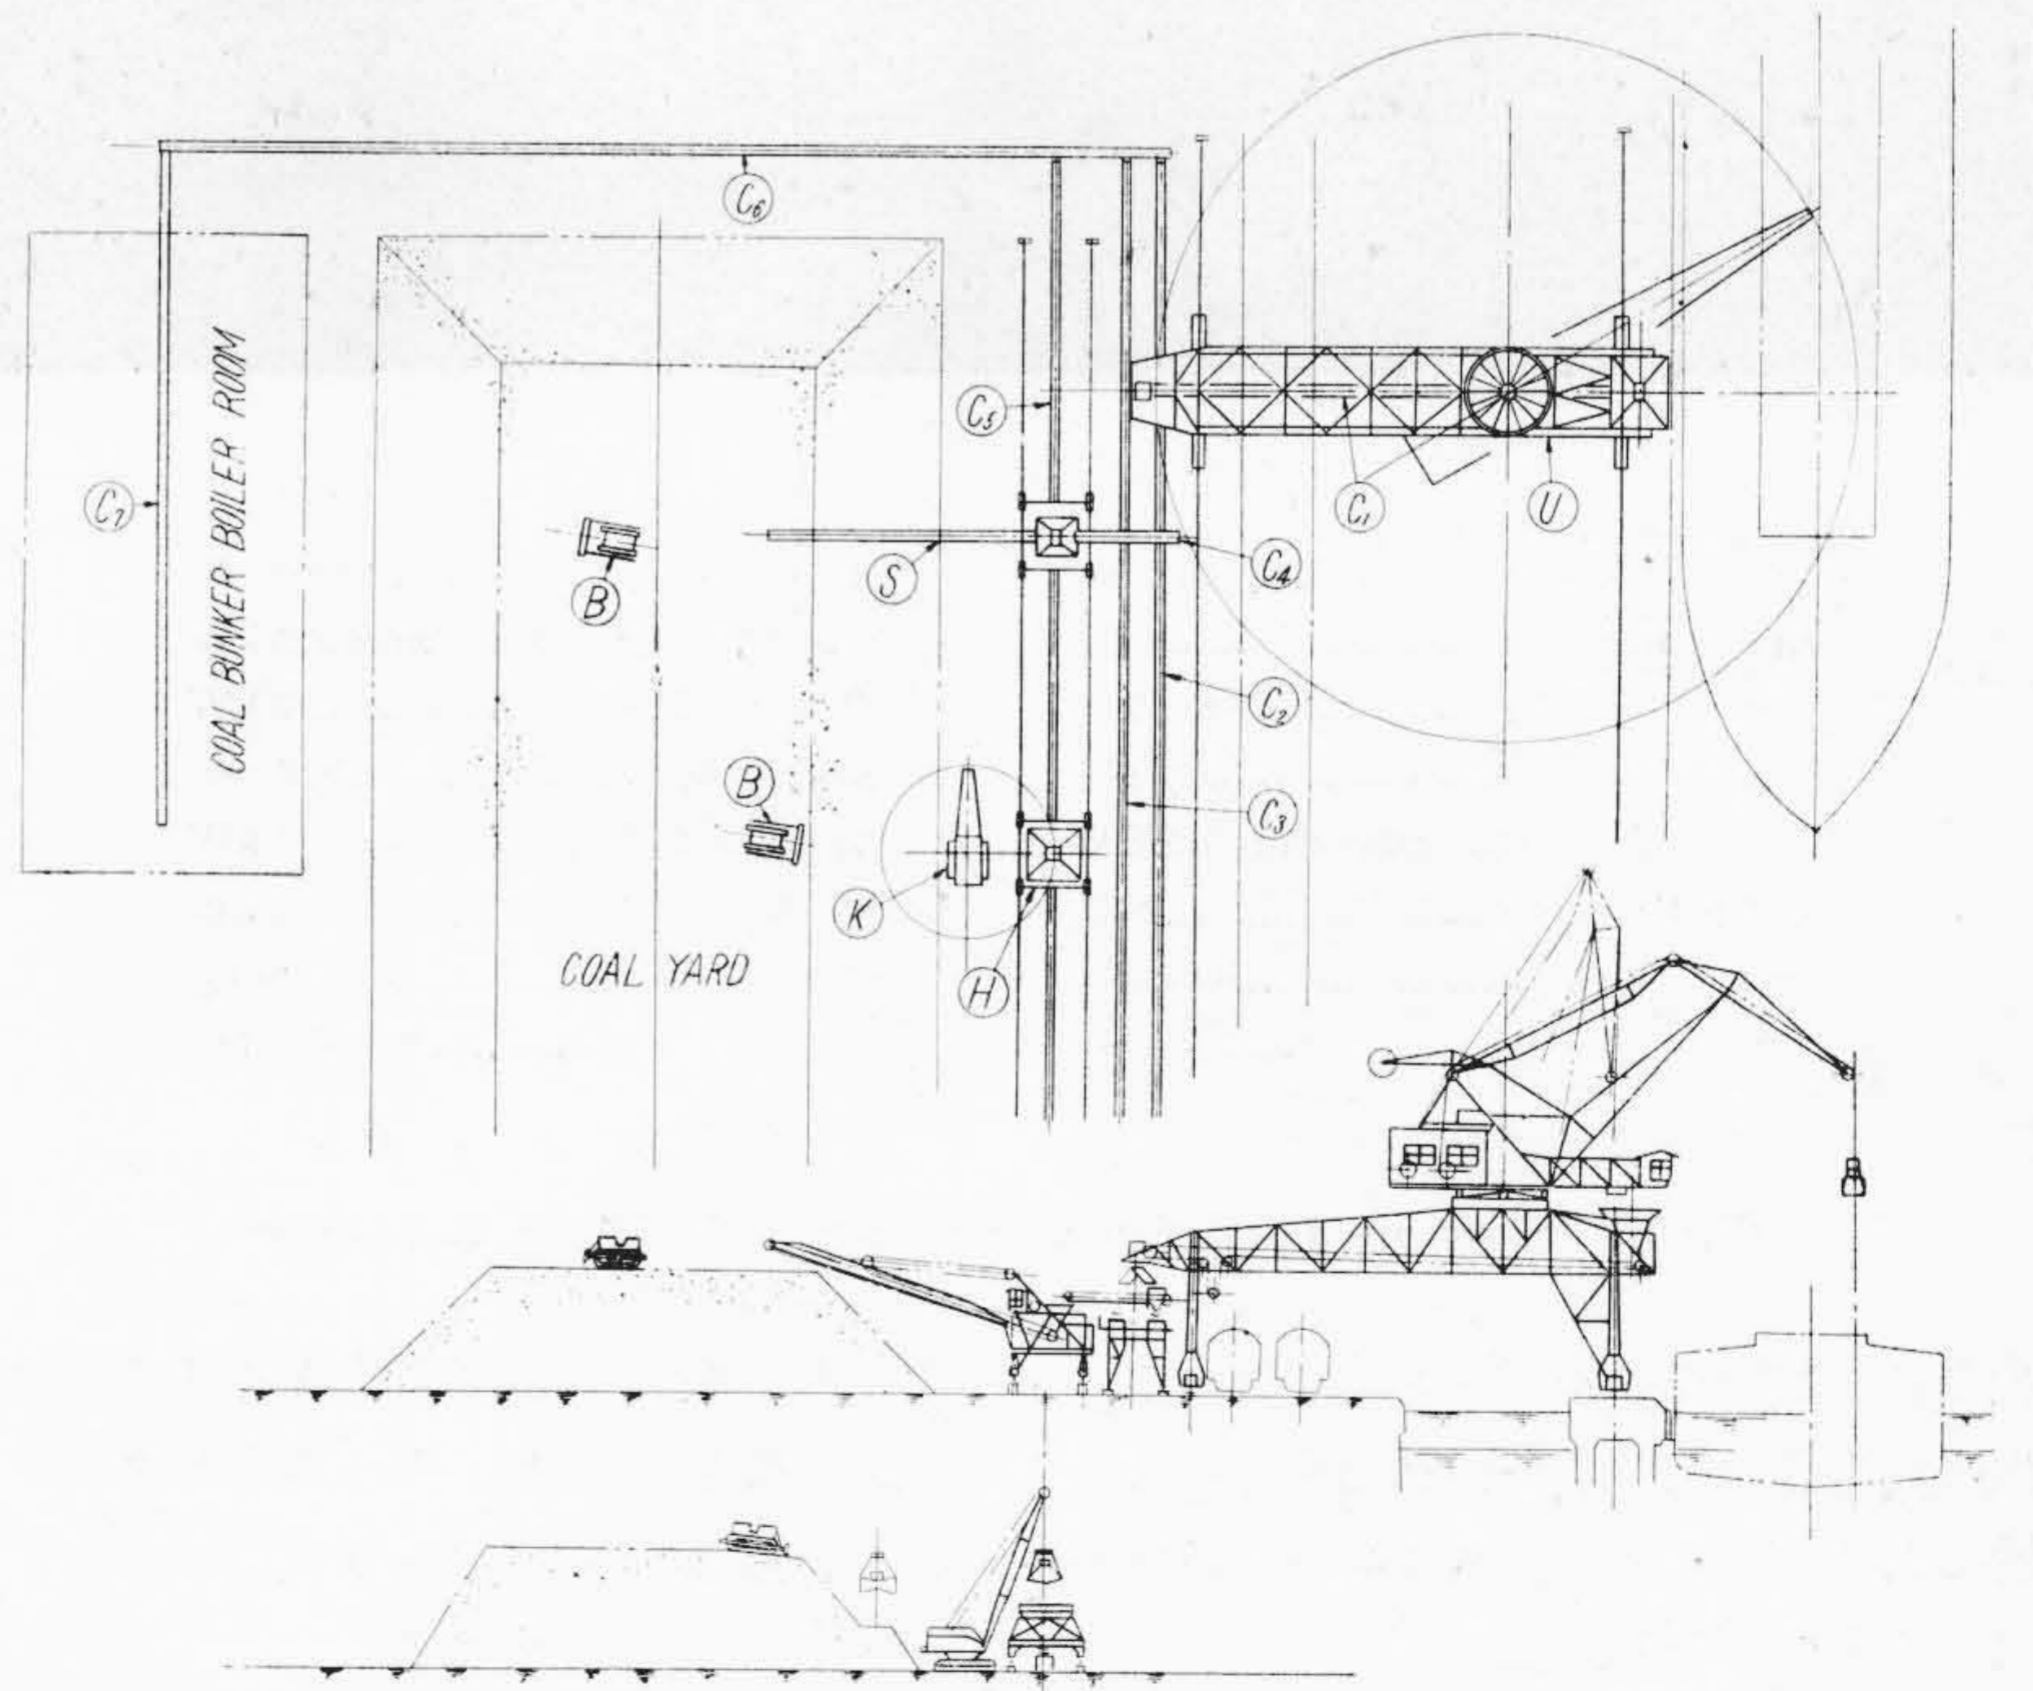 C₆
COAL BUNKER BOILER ROOM
C₅
C₇
C₁
U
B
S
C₄
C₂
B
C₃
K
COAL YARD
H